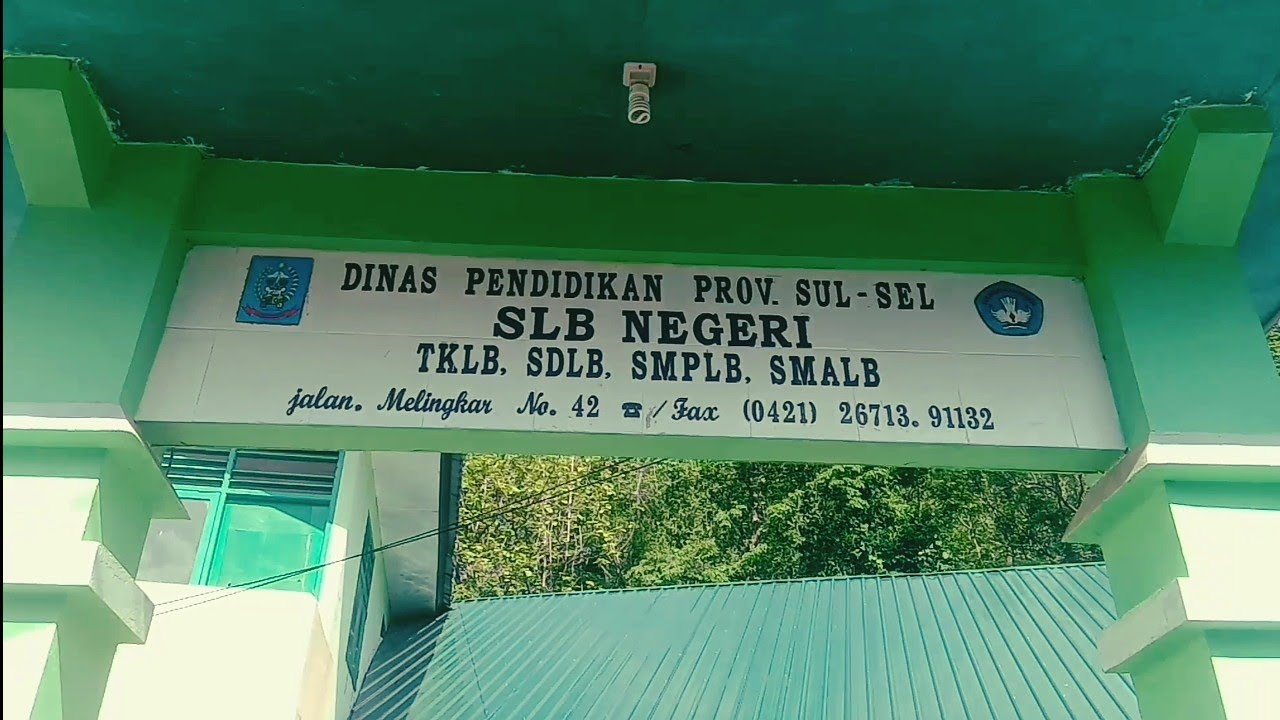 DINAS PENDIDIKAN PROV. SUL-SEL
SLB NEGERI
TKLB, SDLB, SMPLB, SMALB
jalan. Melingkar No. 42 ☎ / Fax (0421) 26713. 91132